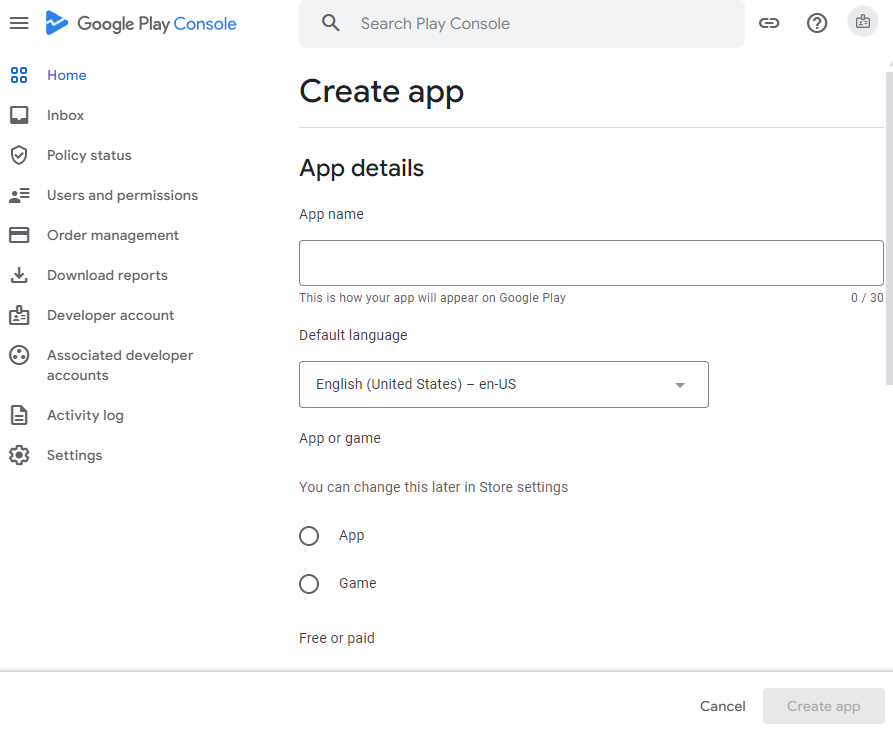 Google Play Console
Search Play Console
Home
Inbox
Policy status
Users and permissions
Order management
Download reports
Developer account
Associated developer
accounts
Activity log
Settings
Create app
App details
App name
This is how your app will appear on Google Play
0 / 30
Default language
English (United States) – en-US
App or game
You can change this later in Store settings
App
Game
Free or paid
Cancel
Create app